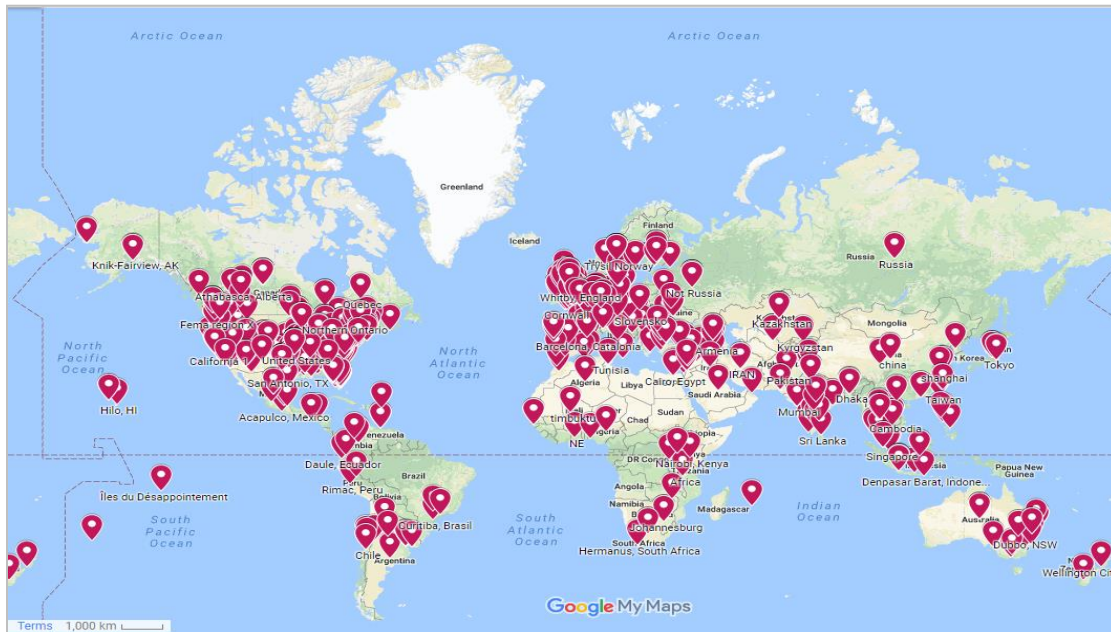 Arctic Ocean
Arctic Ocean
Greenland
Iceland
Finland
Knik-Fairview, AK
Russia
Russia
Trysil Norway
Athabasca, Alberta
Québec
Whitby, England
Not Russia
Fema region X
Northern Ontario
Cornwall
Slovensko
Kazakhstan
Mongolia
North
Pacific
Ocean
California
United States
North
Atlantic
Ocean
Barcelona, Catalonia
Armenia
Kyrgyzstan
china
Tokyo
San Antonio, TX
Tunisia
Algeria
Libya
Cairo, Egypt
IRAN
Pakistan
shanghai
Hilo, HI
Acapulco, Mexico
Saudi Arabia
Mumbai
Dhaka
Taiwan
timbuktu
Chad
Sudan
NE
Venezuela
Sri Lanka
Cambodia
Daule, Ecuador
DR Congo
Nairobi, Kenya
Singapore
Papua New
Guinea
Îles du Désappointement
Rimac, Peru
Brazil
Africa
Denpasar Barat, Indone...
Angola
Namibia
Madagascar
Indian
Ocean
South
Pacific
Ocean
Curitiba, Brasil
South
Atlantic
Ocean
Johannesburg
Australia
Dubbo, NSW
Chile
Argentina
South Africa
Hermanus, South Africa
Wellington City
Google My Maps
Terms
1,000 km